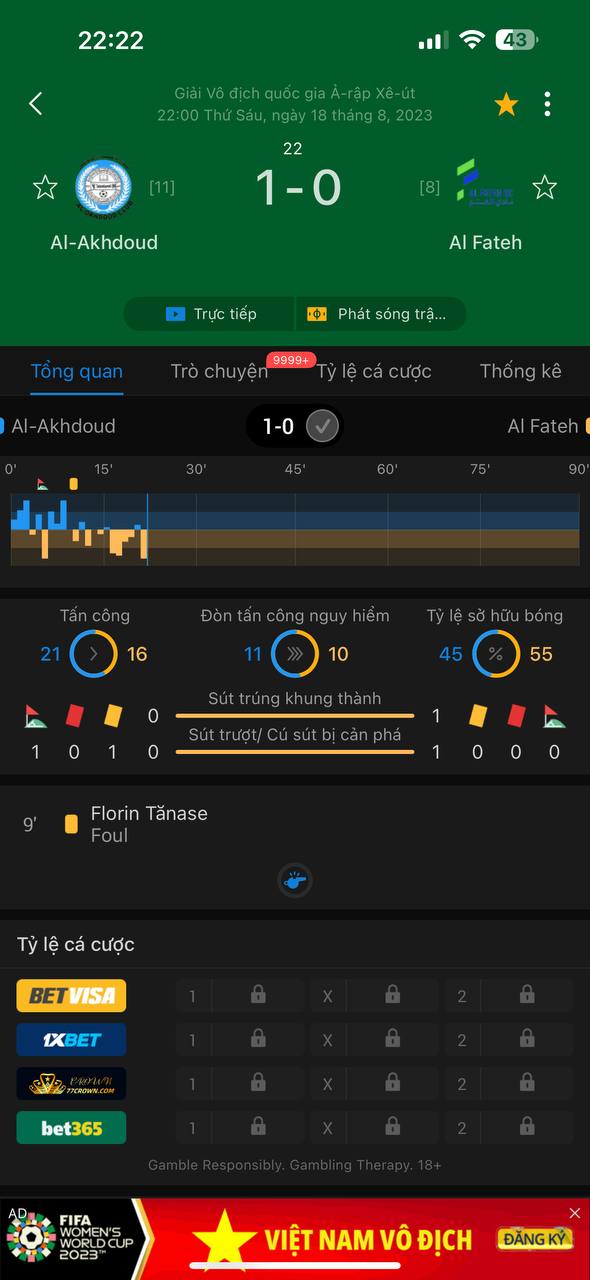 22:22
43
Giải Vô địch quốc gia Ả-rập Xê-út
22:00 Thứ Sáu, ngày 18 tháng 8, 2023
22
[11]
1-0
[8]
Al-Akhdoud
Al Fateh
Trực tiếp
Phát sóng trậ...
Tổng quan
Trò chuyện
9999+
Tỷ lệ cá cược
Thống kê
Al-Akhdoud
1-0
Al Fateh
0'
15'
30'
45'
60'
75'
90'
Tấn công
Đòn tấn công nguy hiểm
Tỷ lệ sở hữu bóng
21
16
11
10
45
%
55
Sút trúng khung thành
0
1
Sút trượt/ Cú sút bị cản phá
1
0
1
0
1
0
0
0
9'
Florin Tănase
Foul
Tỷ lệ cá cược
BETVISA
1
X
2
1XBET
1
X
2
CROWN
77CROWN.COM
1
X
2
bet365
1
X
2
Gamble Responsibly. Gambling Therapy. 18+
AD
FIFA
WOMEN'S
WORLD CUP
2023™
VIỆT NAM VÔ ĐỊCH
ĐĂNG KÝ